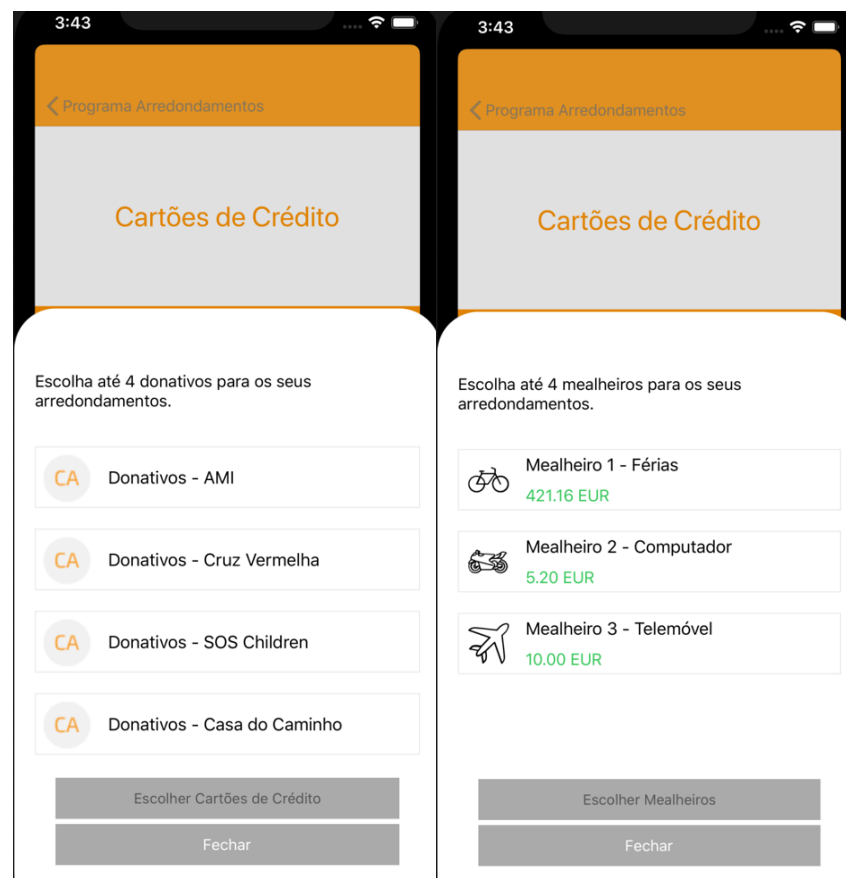 3:43
Programa Arredondamentos
Cartões de Crédito
Escolha até 4 donativos para os seus
arredondamentos.
CA Donativos - AMI
CA Donativos - Cruz Vermelha
CA Donativos - SOS Children
CA Donativos - Casa do Caminho
Escolher Cartões de Crédito
Fechar
3:43
Programa Arredondamentos
Cartões de Crédito
Escolha até 4 mealheiros para os seus
arredondamentos.
Mealheiro 1 - Férias
421.16 EUR
Mealheiro 2 - Computador
5.20 EUR
Mealheiro 3 - Telemóvel
10.00 EUR
Escolher Mealheiros
Fechar